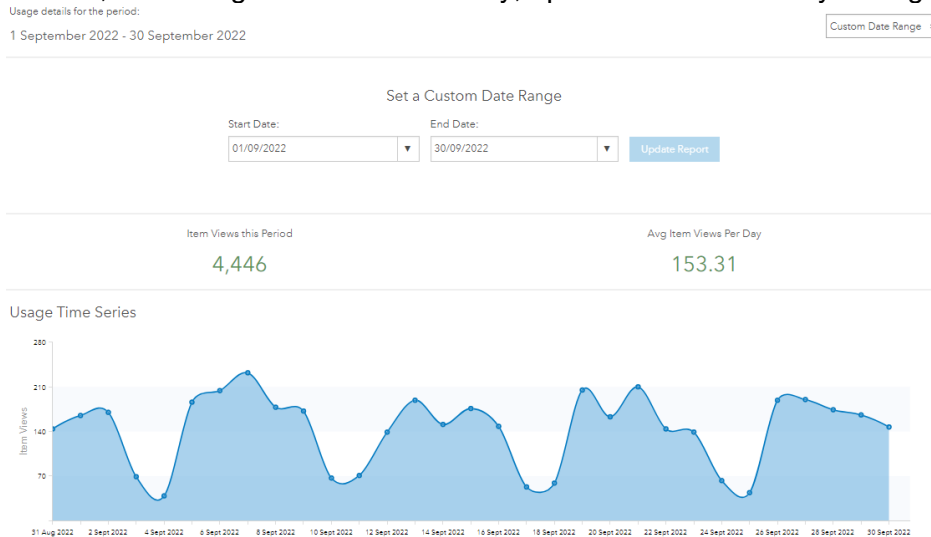 Usage details for the period:
1 September 2022 - 30 September 2022
Custom Date Range
Set a Custom Date Range
Start Date:
End Date:
01/09/2022
30/09/2022
Update Report
Item Views this Period
Avg Item Views Per Day
4,446
153.31
Usage Time Series
280
210
140
70
Item Views
31 Aug 2022 2 Sept 2022 4 Sept 2022 6 Sept 2022 8 Sept 2022 10 Sept 2022 12 Sept 2022 14 Sept 2022 16 Sept 2022 18 Sept 2022 20 Sept 2022 22 Sept 2022 24 Sept 2022 26 Sept 2022 28 Sept 2022 30 Sept 2022